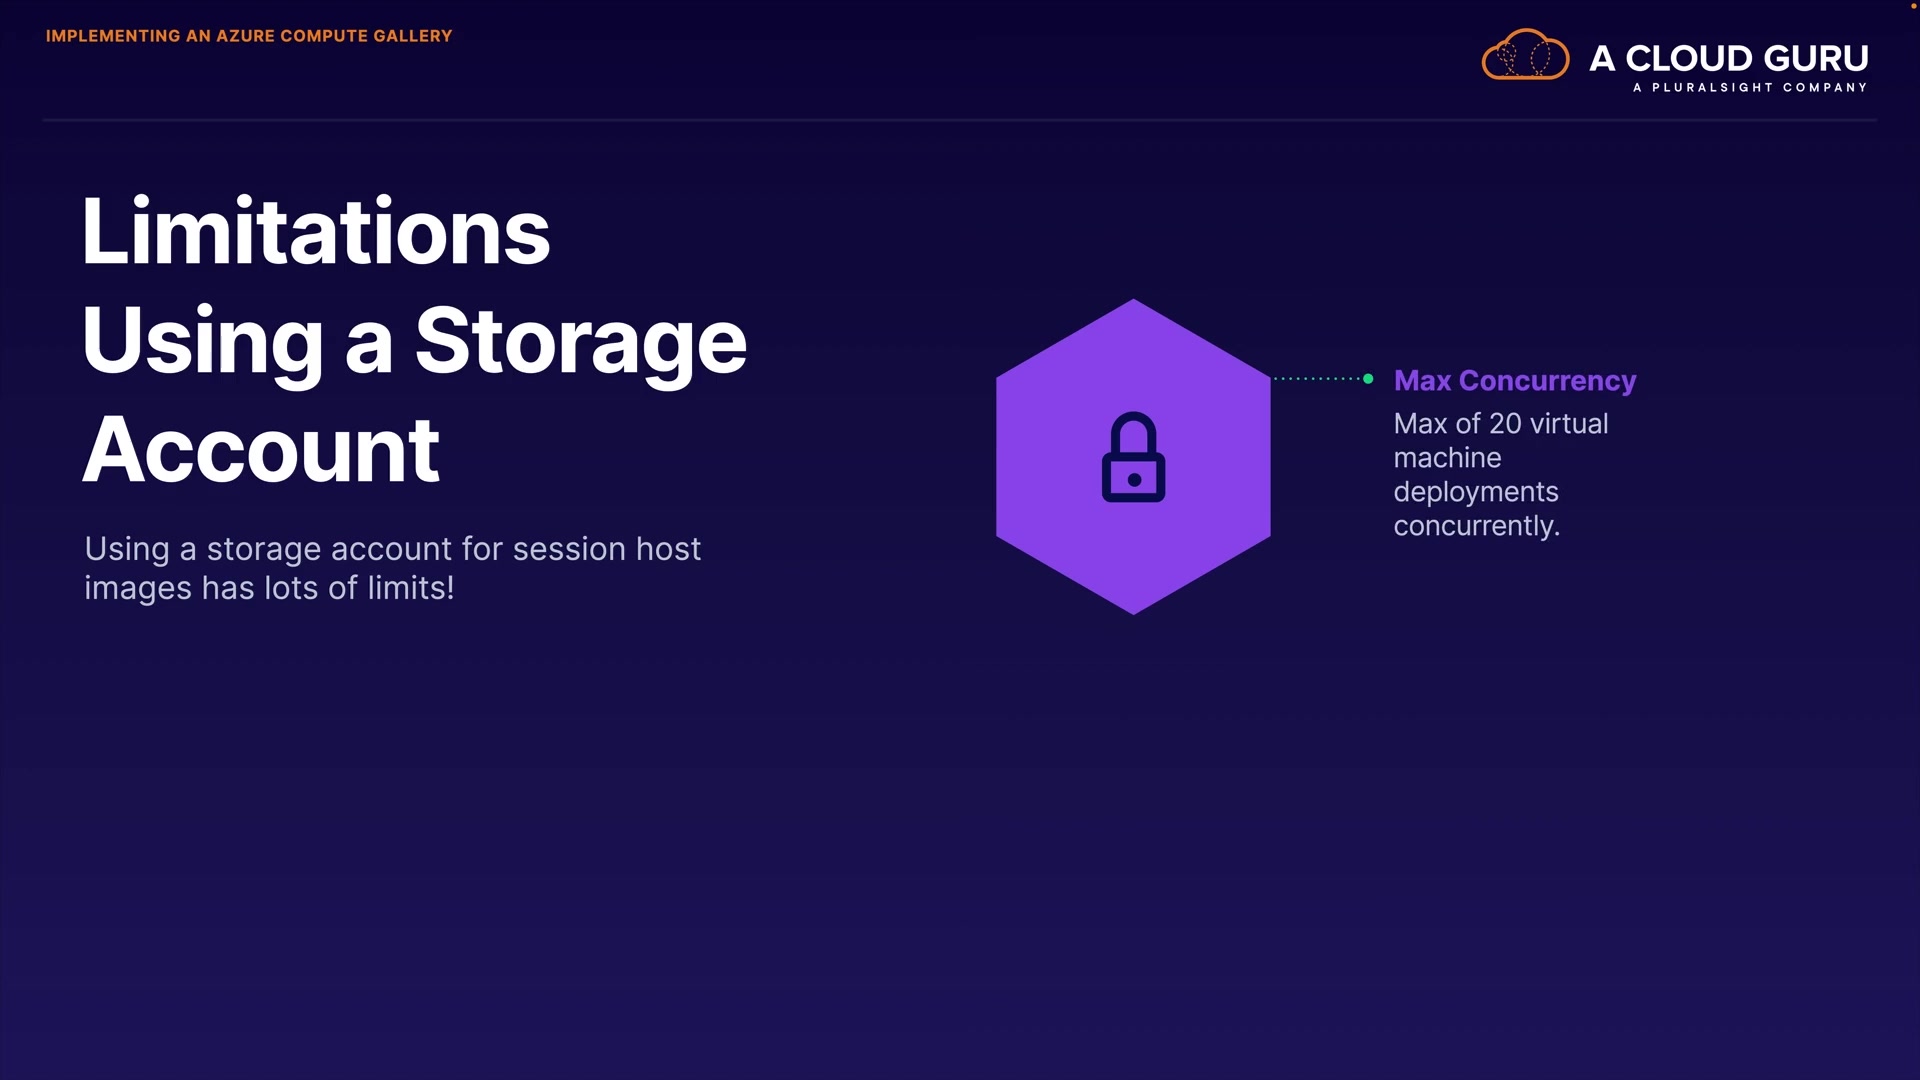 IMPLEMENTING AN AZURE COMPUTE GALLERY
A CLOUD GURU
A PLURALSIGHT COMPANY
Limitations
Using a Storage
Account
Using a storage account for session host
images has lots of limits!
Max Concurrency
Max of 20 virtual
machine
deployments
concurrently.